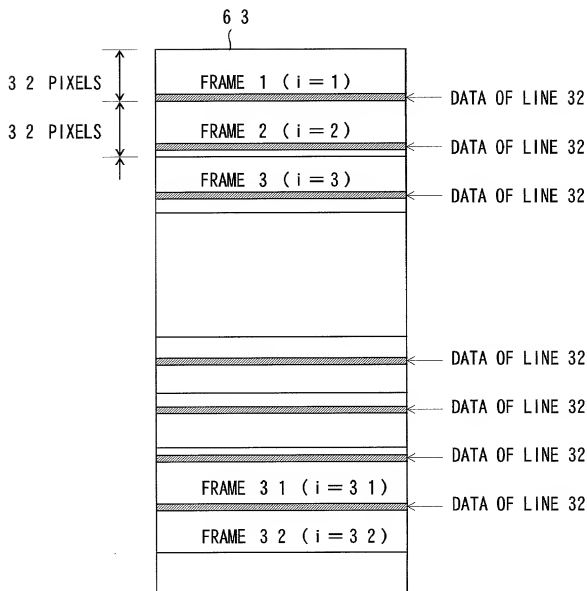 63
32 PIXELS
FRAME 1 (i=1)
DATA OF LINE 32
32 PIXELS
FRAME 2 (i=2)
DATA OF LINE 32
FRAME 3 (i=3)
DATA OF LINE 32
DATA OF LINE 32
DATA OF LINE 32
DATA OF LINE 32
FRAME 31 (i=31)
DATA OF LINE 32
FRAME 32 (i=32)